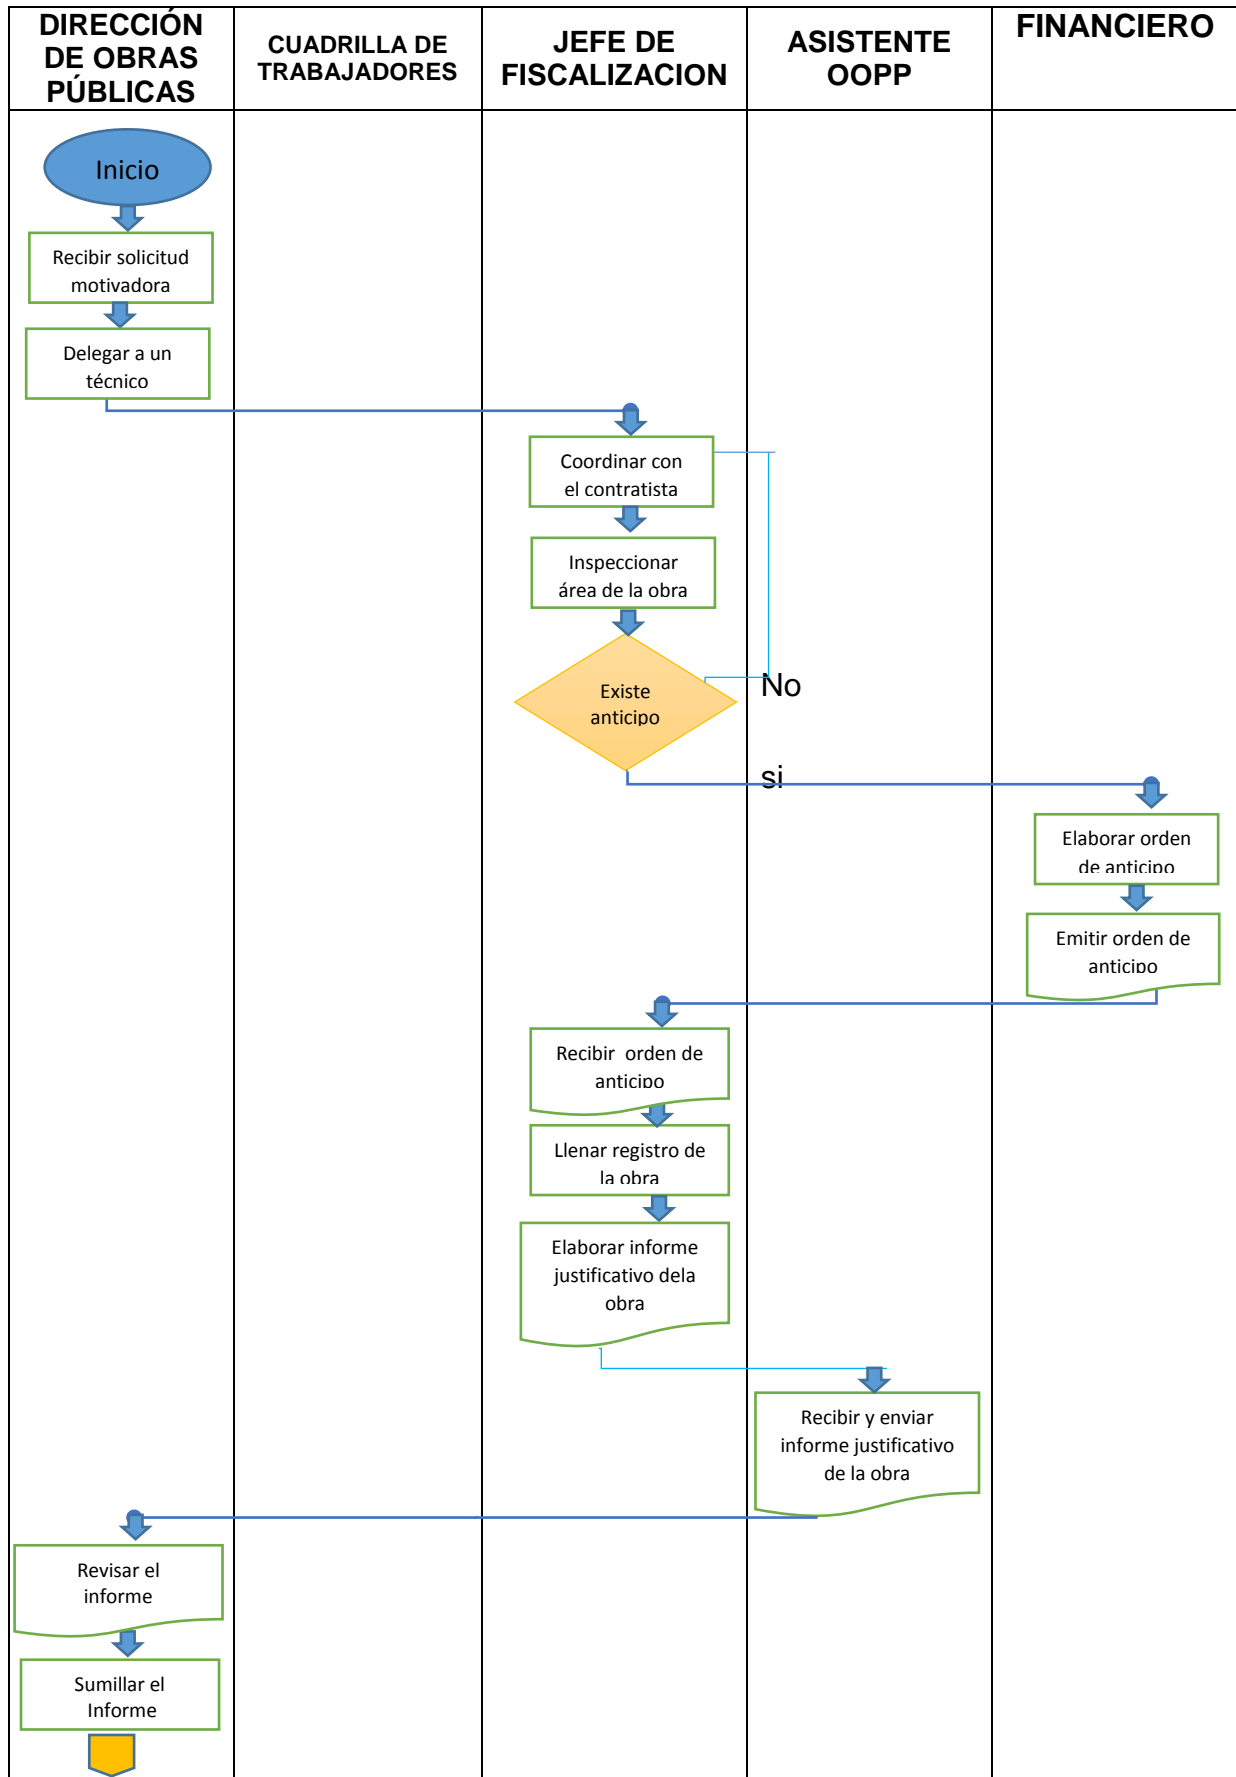 DIRECCIÓN
DE OBRAS
PÚBLICAS
CUADRILLA DE
TRABAJADORES
JEFE DE
FISCALIZACION
ASISTENTE
OOPP
FINANCIERO
Inicio
Recibir solicitud
motivadora
Delegar a un
técnico
Coordinar con
el contratista
Inspeccionar
área de la obra
Existe
anticipo
No
si
Elaborar orden
de anticipo
Emitir orden de
anticipo
Recibir orden de
anticipo
Llenar registro de
la obra
Elaborar informe
justificativo dela
obra
Recibir y enviar
informe justificativo
de la obra
Revisar el
informe
Sumillar el
Informe